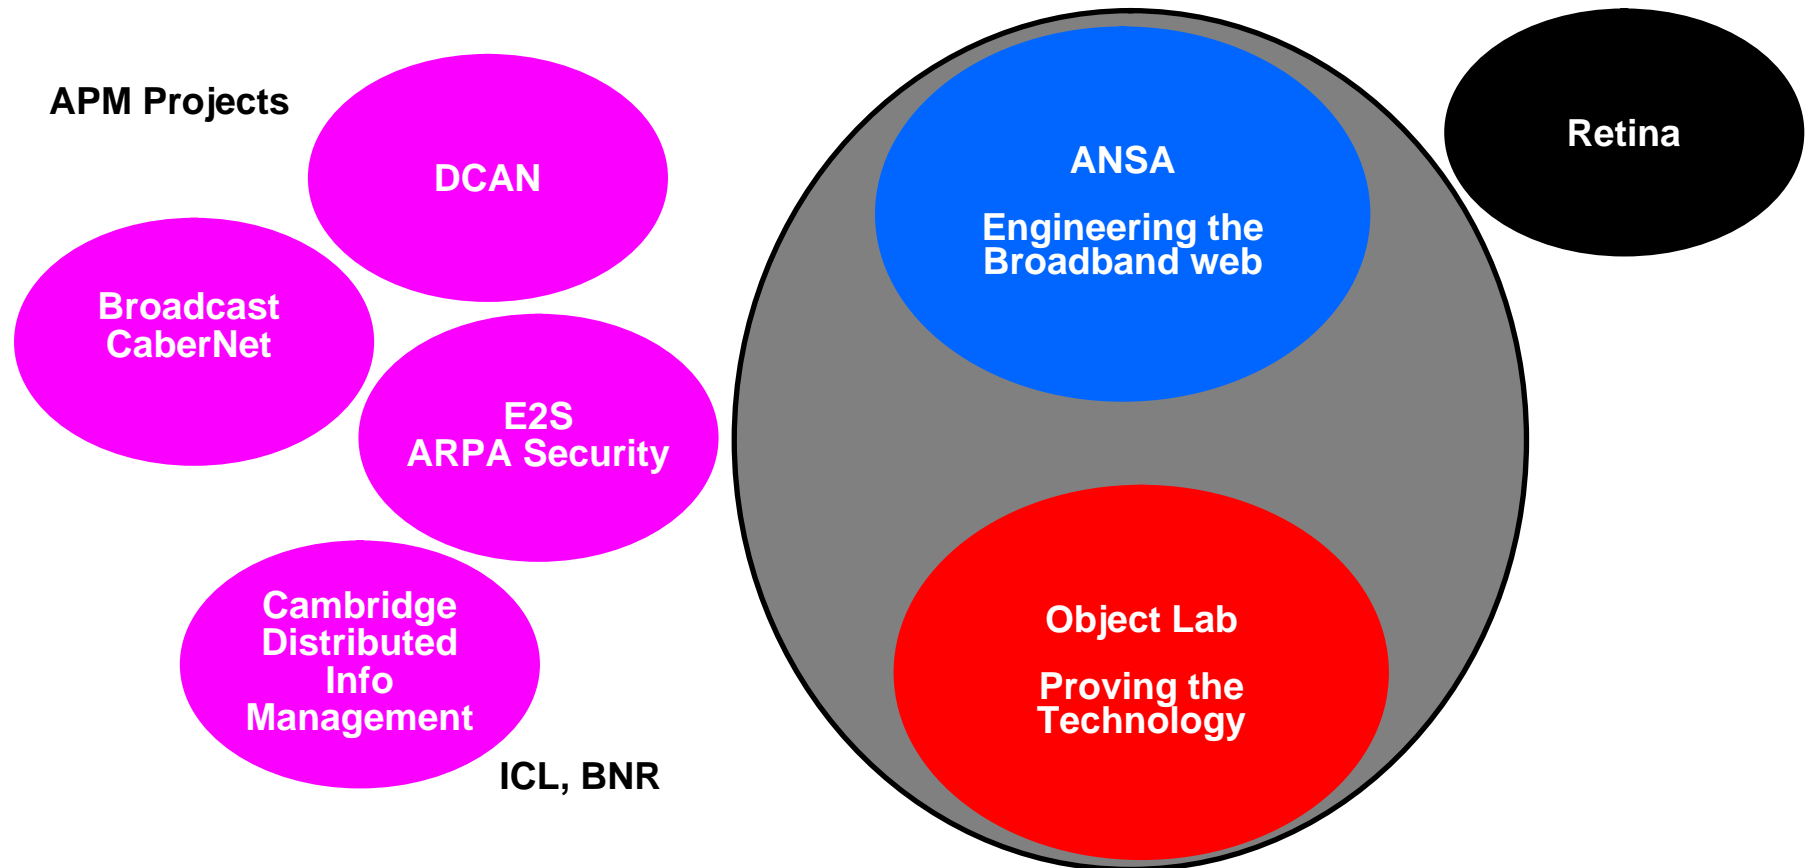 APM Projects
DCAN
Broadcast
CaberNet
E2S
ARPA Security
Cambridge
Distributed
Info
Management
ICL, BNR
ANSA
Engineering the
Broadband web
Object Lab
Proving the
Technology
Retina